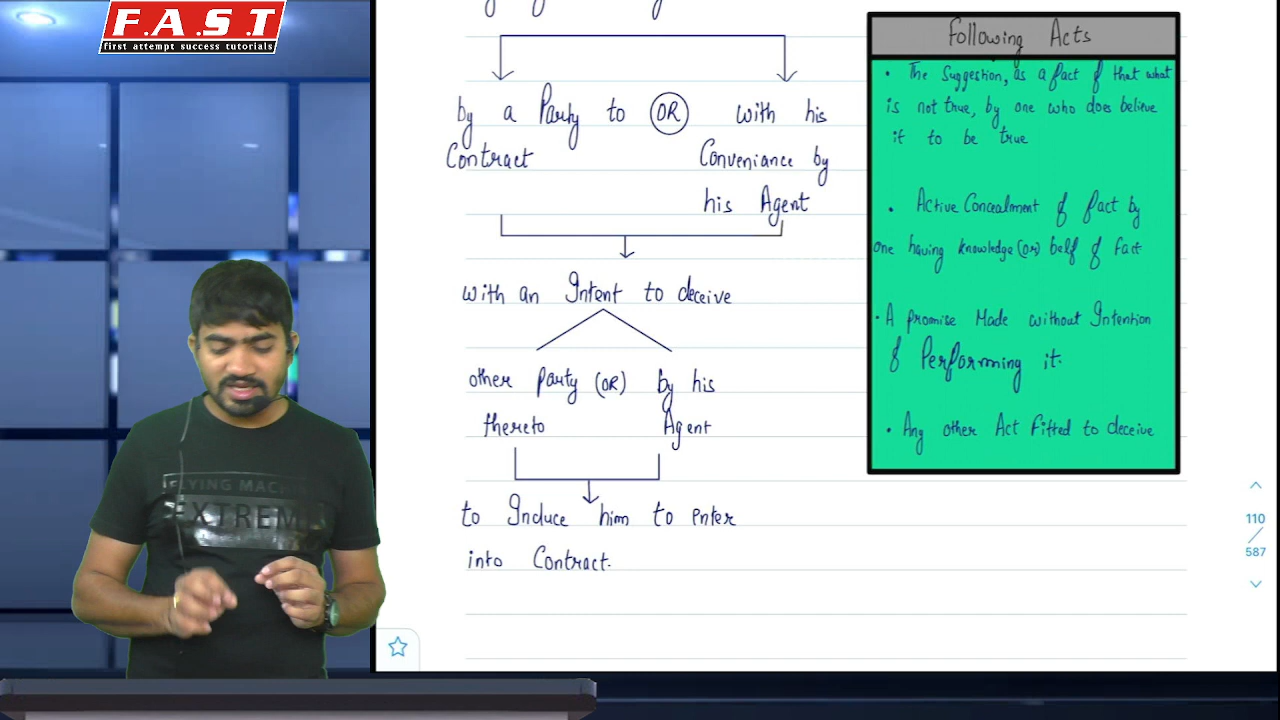 F.A.S.T
first attempt success tutorials
by a Party to OR with his
Contract Conveniance by
his Agent
with an Intent to deceive
other party (OR) by his
thereto Agent
to Induce him to enter
into Contract.
Following Acts
• The Suggestion, as a fact of that what
is not true, by one who does believe
it to be true
• Active Concealment of fact by
one having knowledge (OR) belf of fact
• A promise Made without Intention
of Performing it.
• Any other Act Fitted to deceive
110
587
FLYING MACH
EXTREM